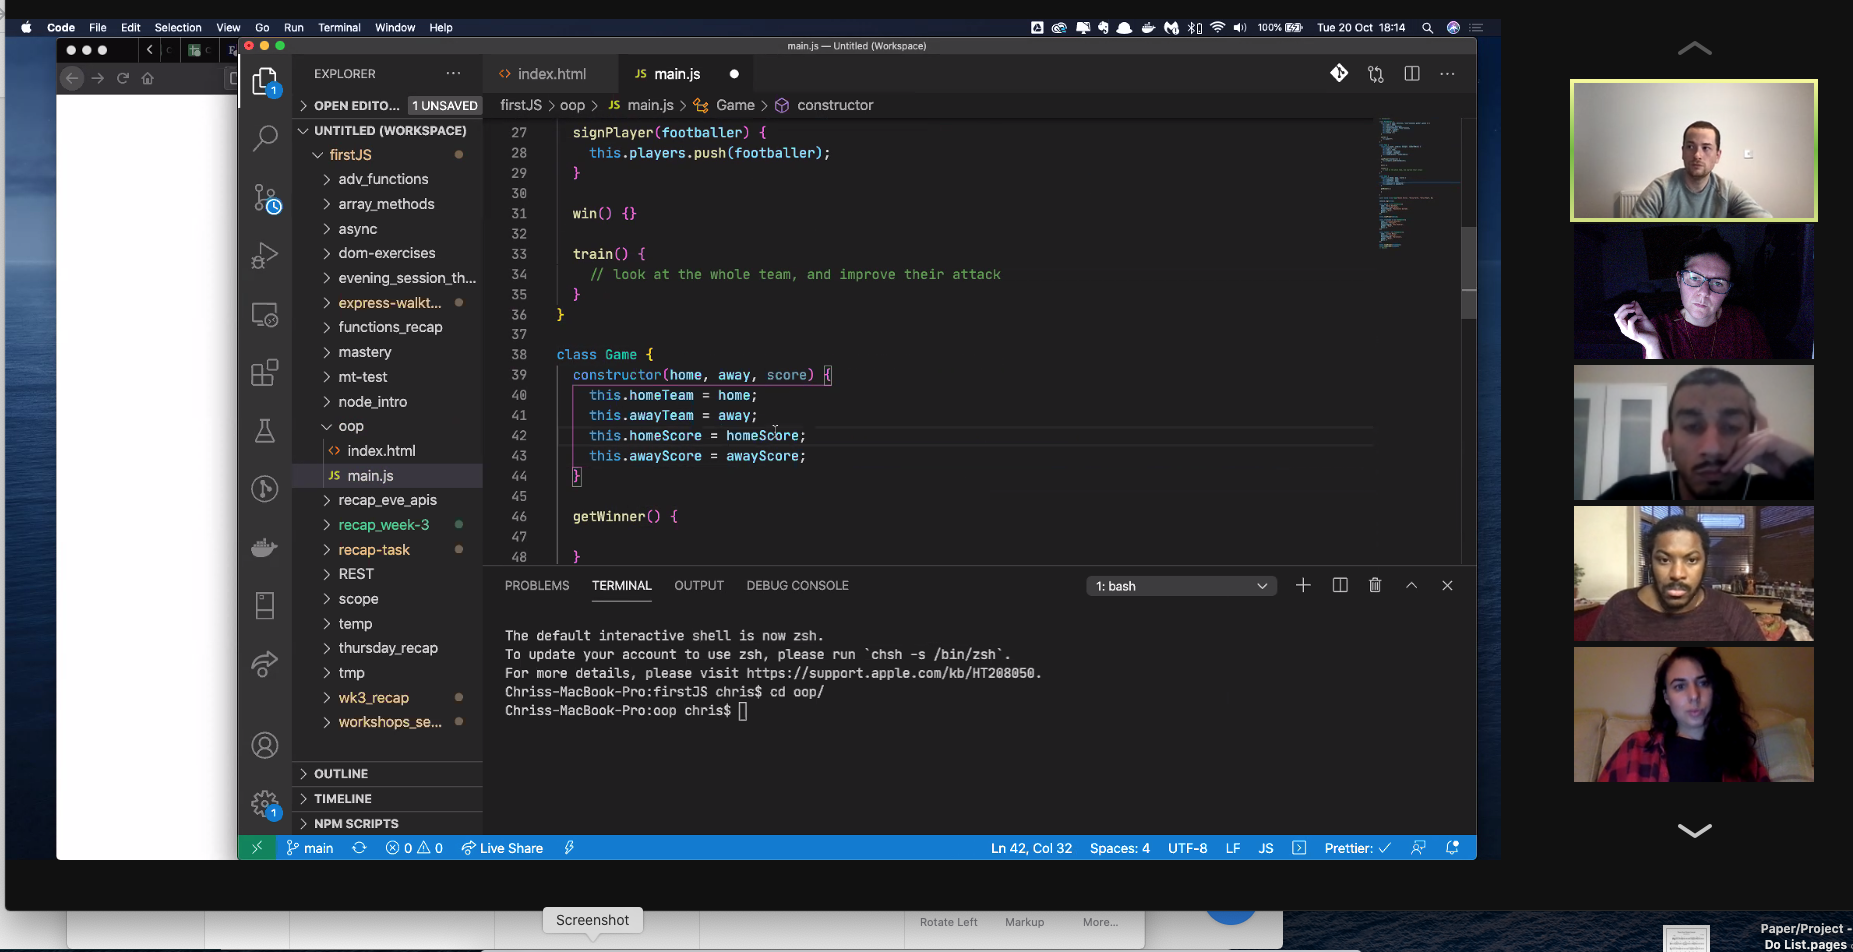 Code File Edit Selection View Go Run Terminal Window Help
100% Tue 20 Oct 18:14
main.js — Untitled (Workspace)
EXPLORER
index.html
JS main.js
OPEN EDITO... 1 UNSAVED
firstJS > oop > JS main.js > Game > constructor
UNTITLED (WORKSPACE)
firstJS
adv_functions
array_methods
async
dom-exercises
evening_session_th...
express-walkt...
functions_recap
mastery
mt-test
node_intro
oop
index.html
JS main.js
recap_eve_apis
recap_week-3
recap-task
REST
scope
temp
thursday_recap
tmp
wk3_recap
workshops_se...
OUTLINE
TIMELINE
NPM SCRIPTS
1
1
27 signPlayer(footballer) {
28 this.players.push(footballer);
29 }
30
31 win() {}
32
33 train() {
34 // look at the whole team, and improve their attack
35 }
36 }
37
38 class Game {
39 constructor(home, away, score) {
40 this.homeTeam = home;
41 this.awayTeam = away;
42 this.homeScore = homeScore;
43 this.awayScore = awayScore;
44 }
45
46 getWinner() {
47
48 }
PROBLEMS TERMINAL OUTPUT DEBUG CONSOLE
1: bash
The default interactive shell is now zsh.
To update your account to use zsh, please run `chsh -s /bin/zsh`.
For more details, please visit https://support.apple.com/kb/HT208050.
Chriss-MacBook-Pro:firstJS chris$ cd oop/
Chriss-MacBook-Pro:oop chris$
main 0 0 Live Share
Ln 42, Col 32 Spaces: 4 UTF-8 LF JS Prettier: ✓
Screenshot
Rotate Left Markup More...
Paper/Project -
Do List.pages